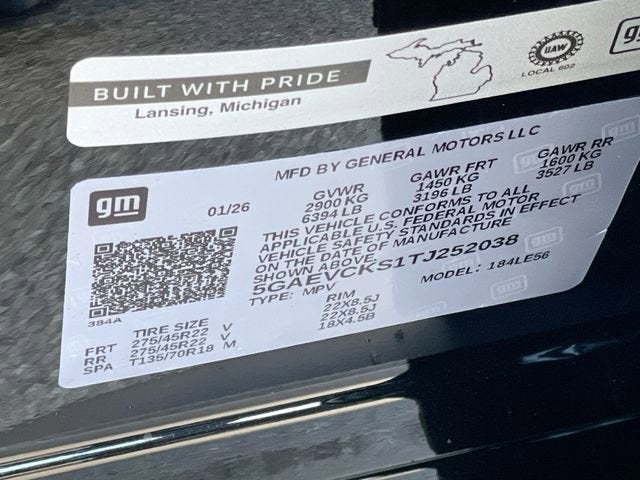 BUILT WITH PRIDE
Lansing, Michigan
UAW
LOCAL 602
gm
MFD BY GENERAL MOTORS LLC
01/26
GVWR GAWR FRT GAWR RR
2900 KG 1450 KG 1600 KG
6394 LB 3196 LB 3527 LB
THIS VEHICLE CONFORMS TO ALL
APPLICABLE U.S. FEDERAL MOTOR
VEHICLE SAFETY STANDARDS IN EFFECT
ON THE DATE OF MANUFACTURE
SHOWN ABOVE.
5GAEVCKS1TJ252038
TYPE: MPV MODEL: 184LE56
384A
TIRE SIZE RIM
FRT 275/45R22 V 22X8.5J
RR 275/45R22 V 22X8.5J
SPA T135/70R18 M 18X4.5B